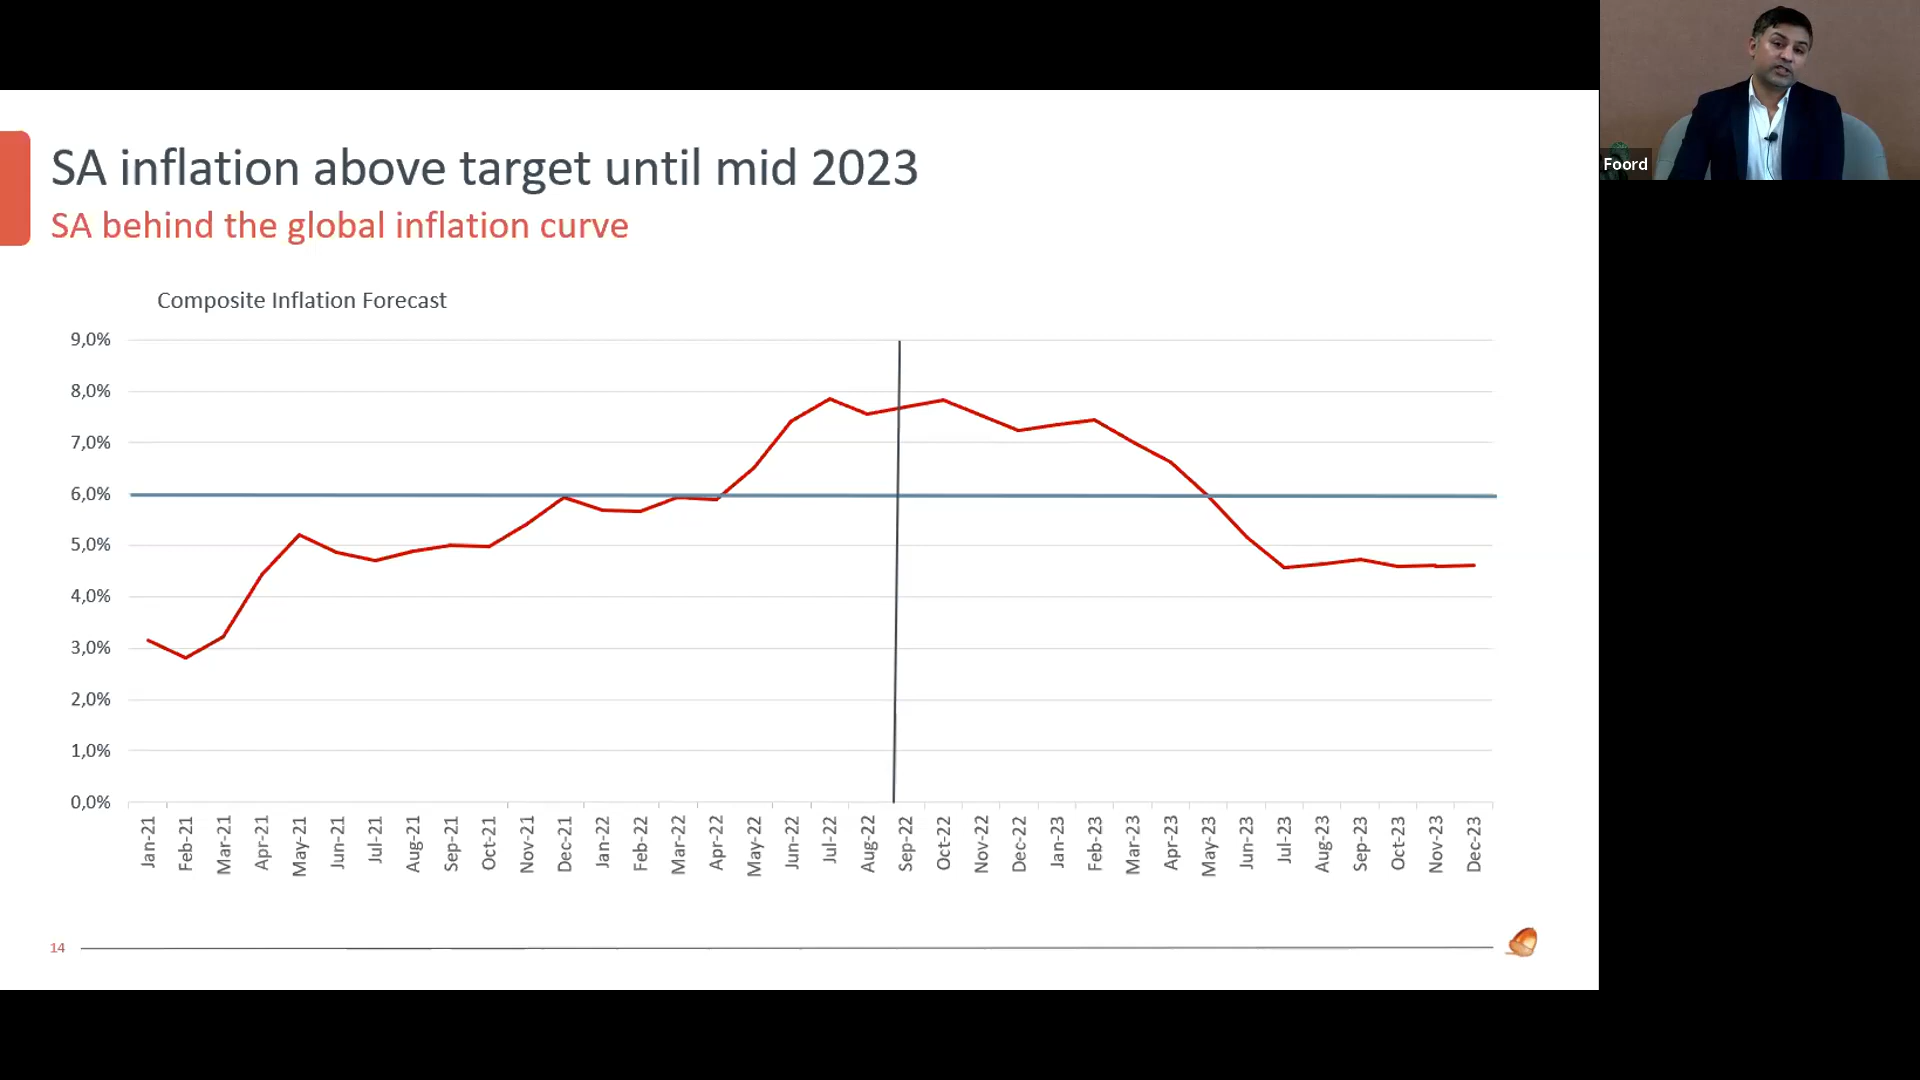 SA inflation above target until mid 2023
SA behind the global inflation curve
Foord
Composite Inflation Forecast
9,0%
8,0%
7,0%
6,0%
5,0%
4,0%
3,0%
2,0%
1,0%
0,0%
Jan-21
Feb-21
Mar-21
Apr-21
May-21
Jun-21
Jul-21
Aug-21
Sep-21
Oct-21
Nov-21
Dec-21
Jan-22
Feb-22
Mar-22
Apr-22
May-22
Jun-22
Jul-22
Aug-22
Sep-22
Oct-22
Nov-22
Dec-22
Jan-23
Feb-23
Mar-23
Apr-23
May-23
Jun-23
Jul-23
Aug-23
Sep-23
Oct-23
Nov-23
Dec-23
14